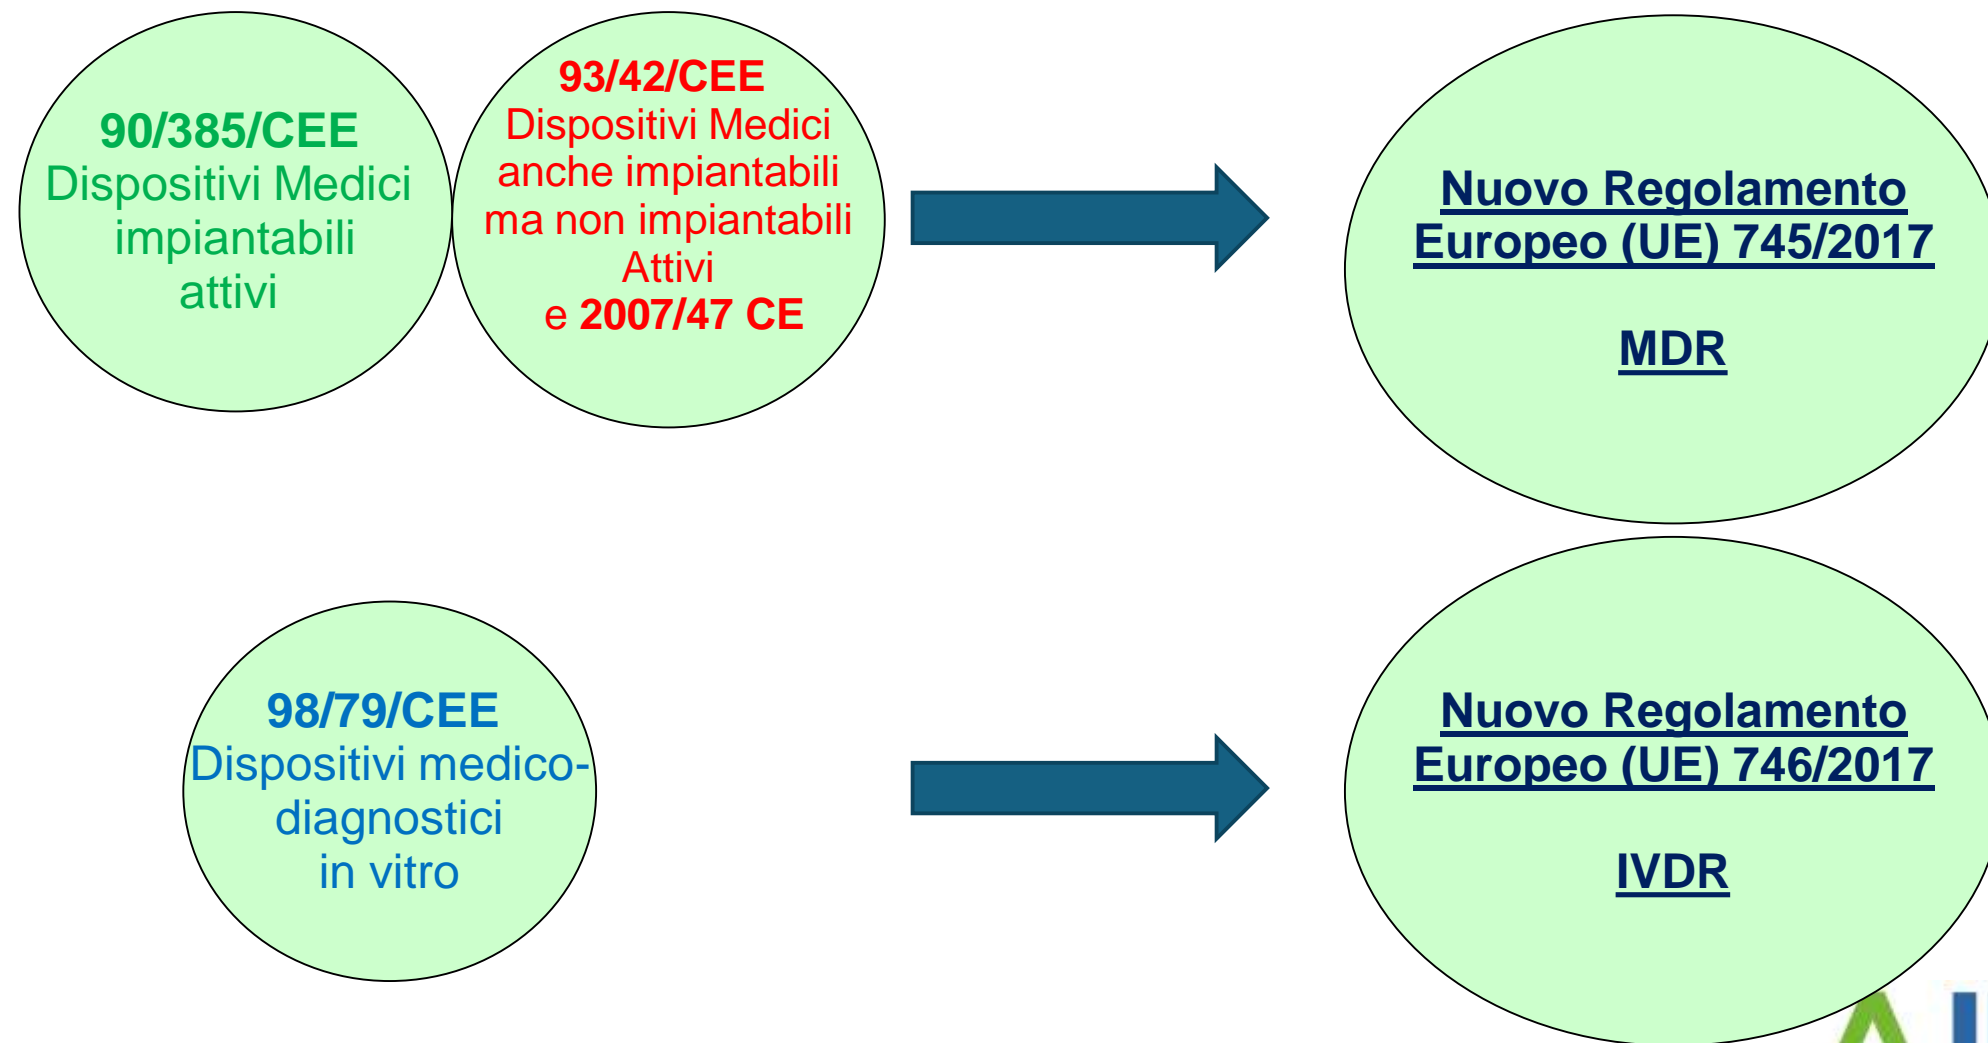 90/385/CEE
Dispositivi Medici
impiantabili
attivi
93/42/CEE
Dispositivi Medici
anche impiantabili
ma non impiantabili
Attivi
e 2007/47 CE
Nuovo Regolamento
Europeo (UE) 745/2017
MDR
98/79/CEE
Dispositivi medico-
diagnostici
in vitro
Nuovo Regolamento
Europeo (UE) 746/2017
IVDR